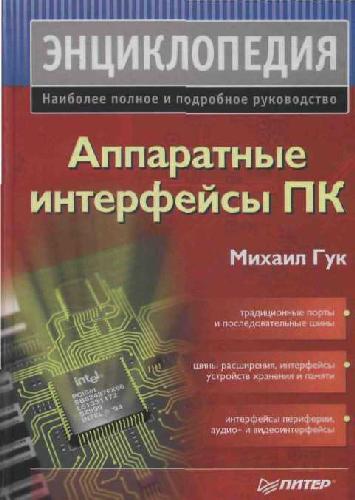 ЭНЦИКЛОПЕДИЯ
Наиболее полное и подробное руководство
Аппаратные
интерфейсы ПК
Михаил Гук
традиционные порты
и последовательные шины
шины расширения, интерфейсы
устройств хранения и памяти
интерфейсы периферии,
аудио- и видеоинтерфейсы
intel
ПИТЕР